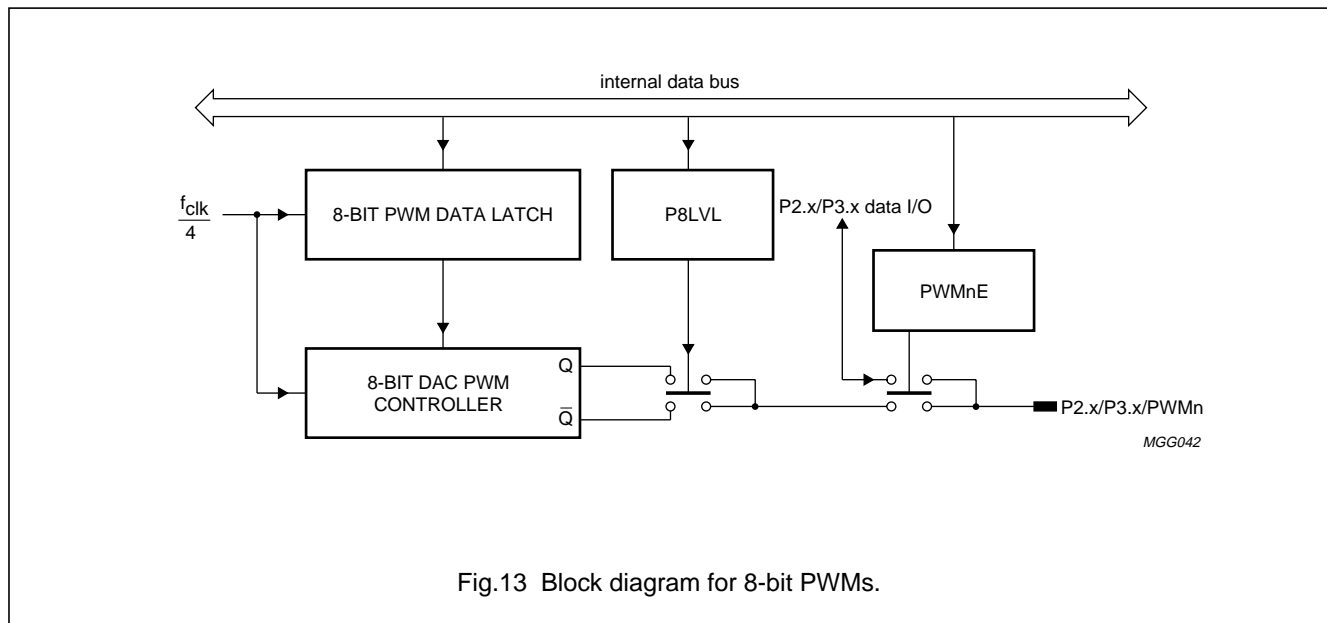 internal data bus
fclk
4
8-BIT PWM DATA LATCH
P8LVL
P2.x/P3.x data I/O
PWMnE
8-BIT DAC PWM
CONTROLLER
Q
Q̅
P2.x/P3.x/PWMn
MGG042
Fig.13 Block diagram for 8-bit PWMs.